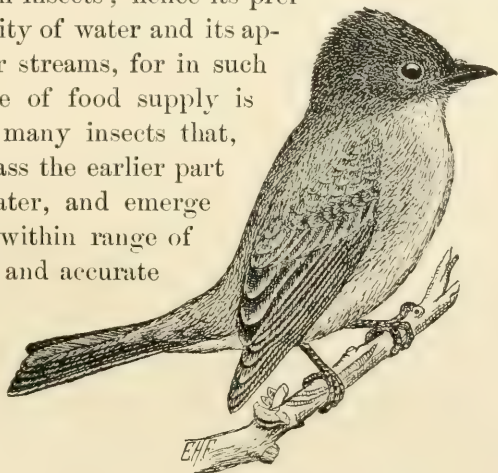 n insects ; hence its pref-
ity of water and its ap-
r streams, for in such
e of food supply is
many insects that,
ass the earlier part
ater, and emerge
within range of
and accurate
E.H.F.